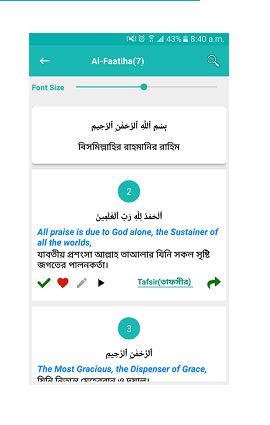 43% 8:40 a.m.
Al-Faatiha(7)
Font Size
بِسْمِ ٱللَّهِ ٱلرَّحْمَٰنِ ٱلرَّحِيمِ
বিসমিল্লাহির রাহমানির রাহিম
2
ٱلْحَمْدُ لِلَّهِ رَبِّ ٱلْعَٰلَمِينَ
All praise is due to God alone, the Sustainer of
all the worlds,
যাবতীয় প্রশংসা আল্লাহ তাআলার যিনি সকল সৃষ্টি
জগতের পালনকর্তা।
Tafsir(তাফসীর)
3
ٱلرَّحْمَٰنِ ٱلرَّحِيمِ
The Most Gracious, the Dispenser of Grace,
যিনি নিতান্ত মেহেরবান ও দয়ালু।